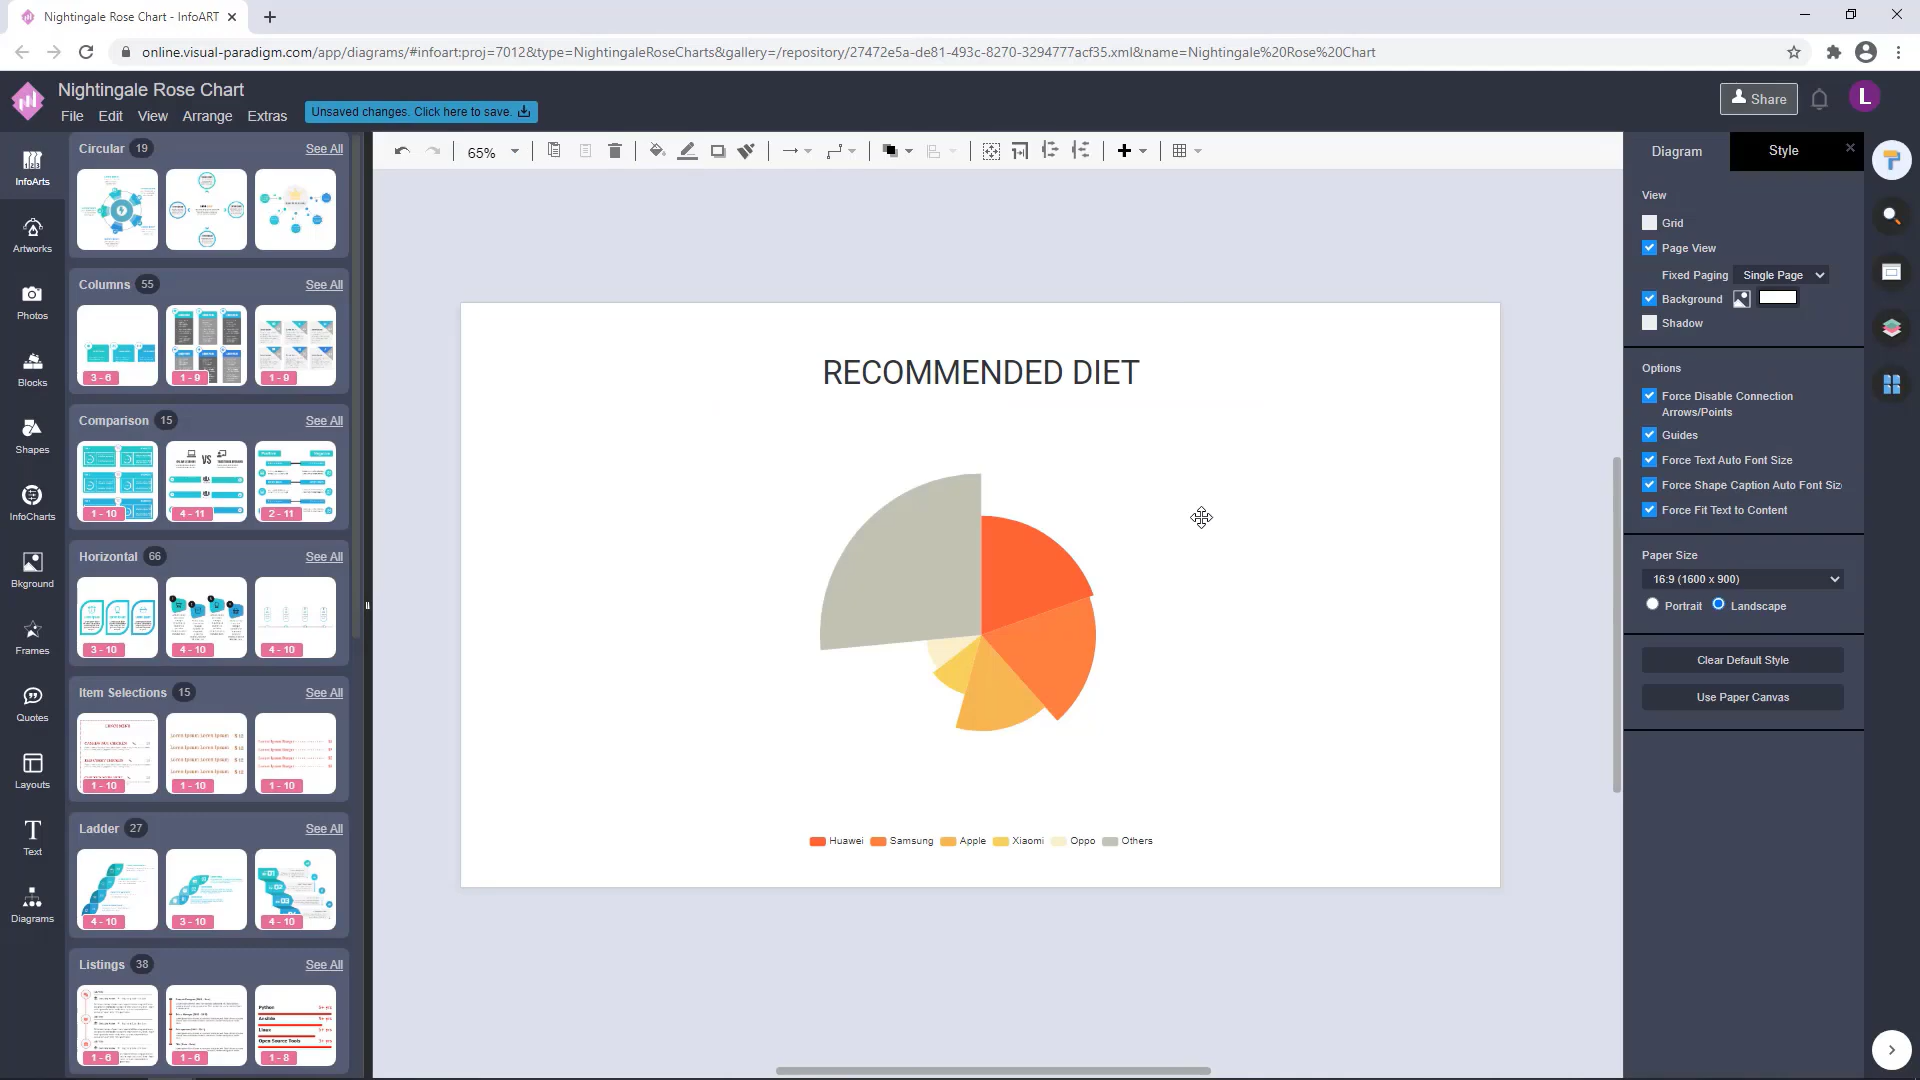 Nightingale Rose Chart - InfoART
online.visual-paradigm.com/app/diagrams/#infoart:proj=7012&type=NightingaleRoseCharts&gallery=/repository/27472e5a-de81-493c-8270-3294777acf35.xml&name=Nightingale%20Rose%20Chart
Nightingale Rose Chart
File Edit View Arrange Extras
Unsaved changes. Click here to save.
Share
L
InfoArts
Artworks
Photos
Blocks
Shapes
InfoCharts
Bkground
Frames
Quotes
Layouts
Text
Diagrams
Circular 19 See All
Columns 55 See All
3 - 6 1 - 9 1 - 9
Comparison 15 See All
VS
1 - 10 4 - 11 2 - 11
Horizontal 66 See All
3 - 10 4 - 10 4 - 10
Item Selections 15 See All
1 - 10 1 - 10 1 - 10
Ladder 27 See All
4 - 10 3 - 10 4 - 10
Listings 38 See All
Python
Ansible
Linux
Open Source Tools
1 - 6 1 - 6 1 - 8
65%
RECOMMENDED DIET
Huawei Samsung Apple Xiaomi Oppo Others
Diagram Style
View
Grid
Page View
Fixed Paging Single Page
Background
Shadow
Options
Force Disable Connection
Arrows/Points
Guides
Force Text Auto Font Size
Force Shape Caption Auto Font Siz
Force Fit Text to Content
Paper Size
16:9 (1600 x 900)
Portrait Landscape
Clear Default Style
Use Paper Canvas